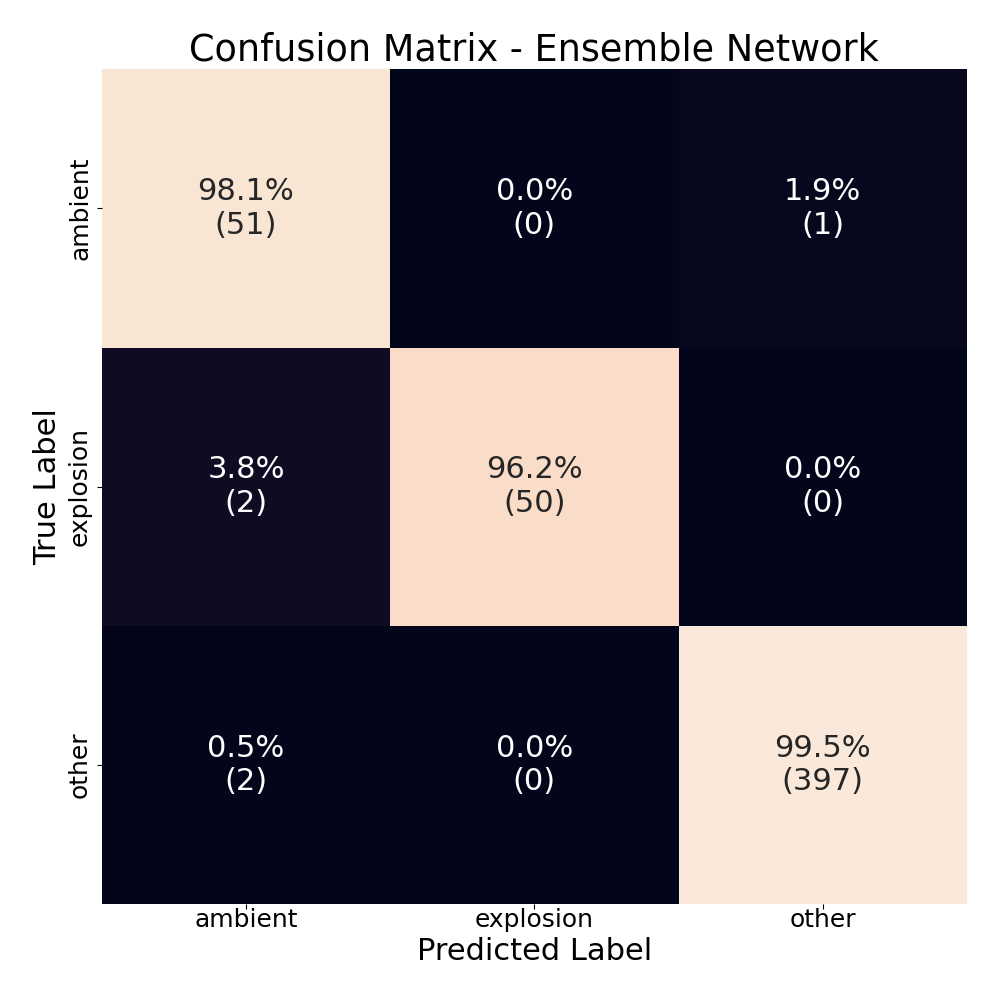 Confusion Matrix - Ensemble Network
True Label
ambient
98.1%
(51)
0.0%
(0)
1.9%
(1)
explosion
3.8%
(2)
96.2%
(50)
0.0%
(0)
other
0.5%
(2)
0.0%
(0)
99.5%
(397)
ambient
explosion
other
Predicted Label